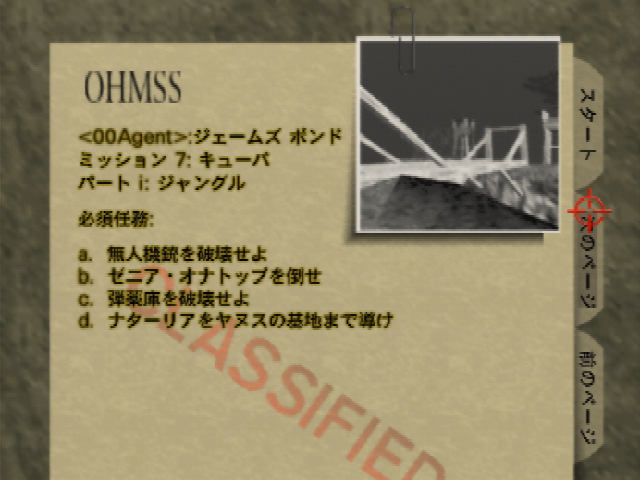 OHMSS
<00Agent>:ジェームズ ボンド
ミッション 7: キューバ
パート i: ジャングル
必須任務:
a. 無人機銃を破壊せよ
b. ゼニア・オナトップを倒せ
c. 弾薬庫を破壊せよ
d. ナターリアをヤヌスの基地まで導け
CLASSIFIED
スタート
のページ
前のページ